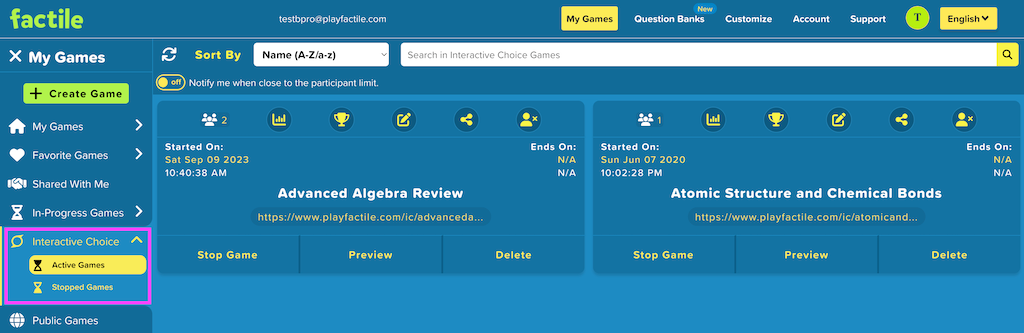 factile
testbpro@playfactile.com
My Games
Question Banks
New
Customize
Account
Support
T
English
My Games
+ Create Game
My Games
Favorite Games
Shared With Me
In-Progress Games
Interactive Choice
Active Games
Stopped Games
Public Games
Sort By
Name (A-Z/a-z)
Search in Interactive Choice Games
off
Notify me when close to the participant limit.
2
Started On:
Ends On:
Sat Sep 09 2023
N/A
10:40:38 AM
N/A
Advanced Algebra Review
https://www.playfactile.com/ic/advanceda...
Stop Game
Preview
Delete
1
Started On:
Ends On:
Sun Jun 07 2020
N/A
10:02:28 PM
N/A
Atomic Structure and Chemical Bonds
https://www.playfactile.com/ic/atomicand...
Stop Game
Preview
Delete